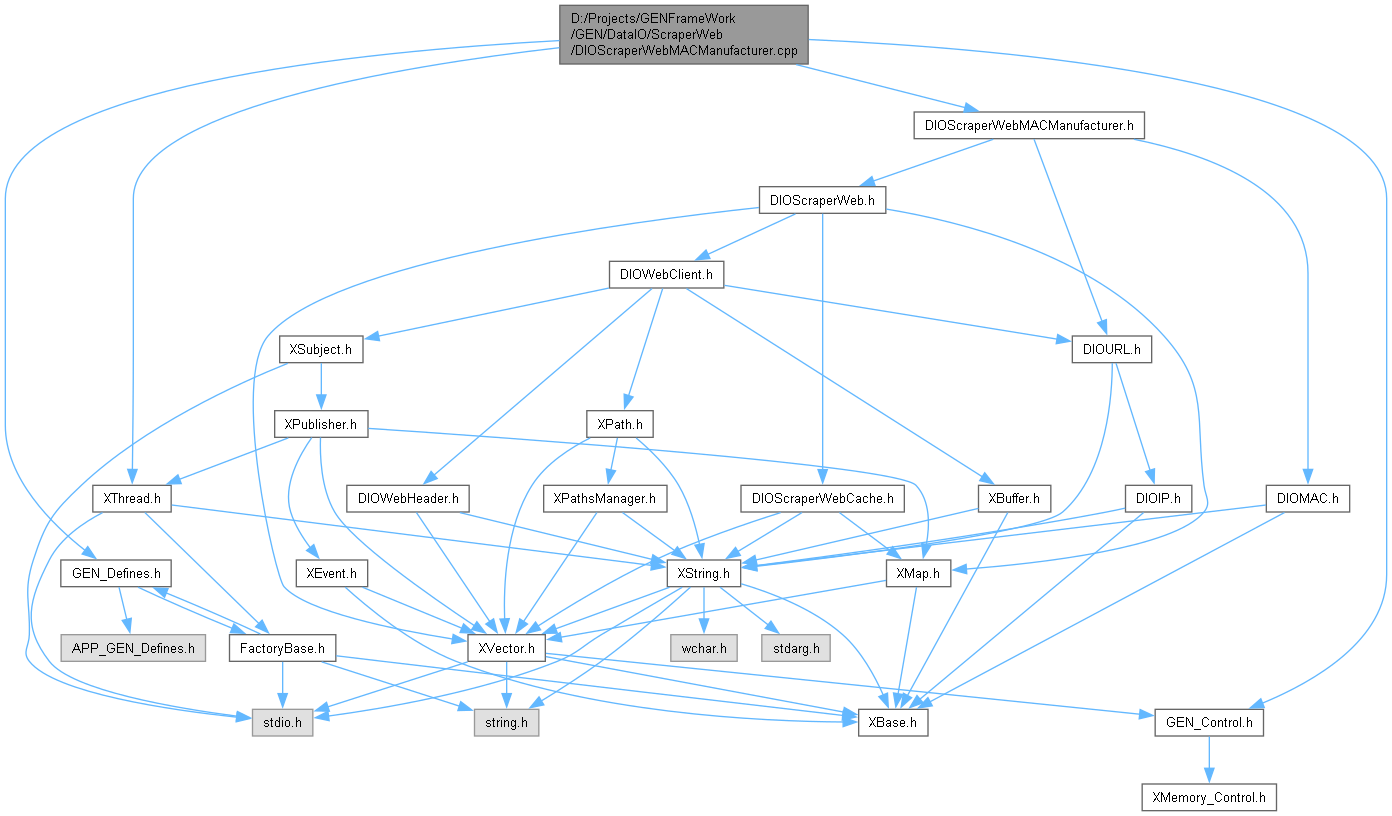 D:/Projects/GENFrameWork
/GEN/DataIO/ScraperWeb
/DIOScraperWebMACManufacturer.cpp
DIOScraperWebMACManufacturer.h
DIOScraperWeb.h
DIOWebClient.h
XSubject.h
DIOURL.h
XPublisher.h
XPath.h
XThread.h
DIOWebHeader.h
XPathsManager.h
DIOScraperWebCache.h
XBuffer.h
DIOIP.h
DIOMAC.h
GEN_Defines.h
XEvent.h
XString.h
XMap.h
APP_GEN_Defines.h
FactoryBase.h
XVector.h
wchar.h
stdarg.h
stdio.h
string.h
XBase.h
GEN_Control.h
XMemory_Control.h